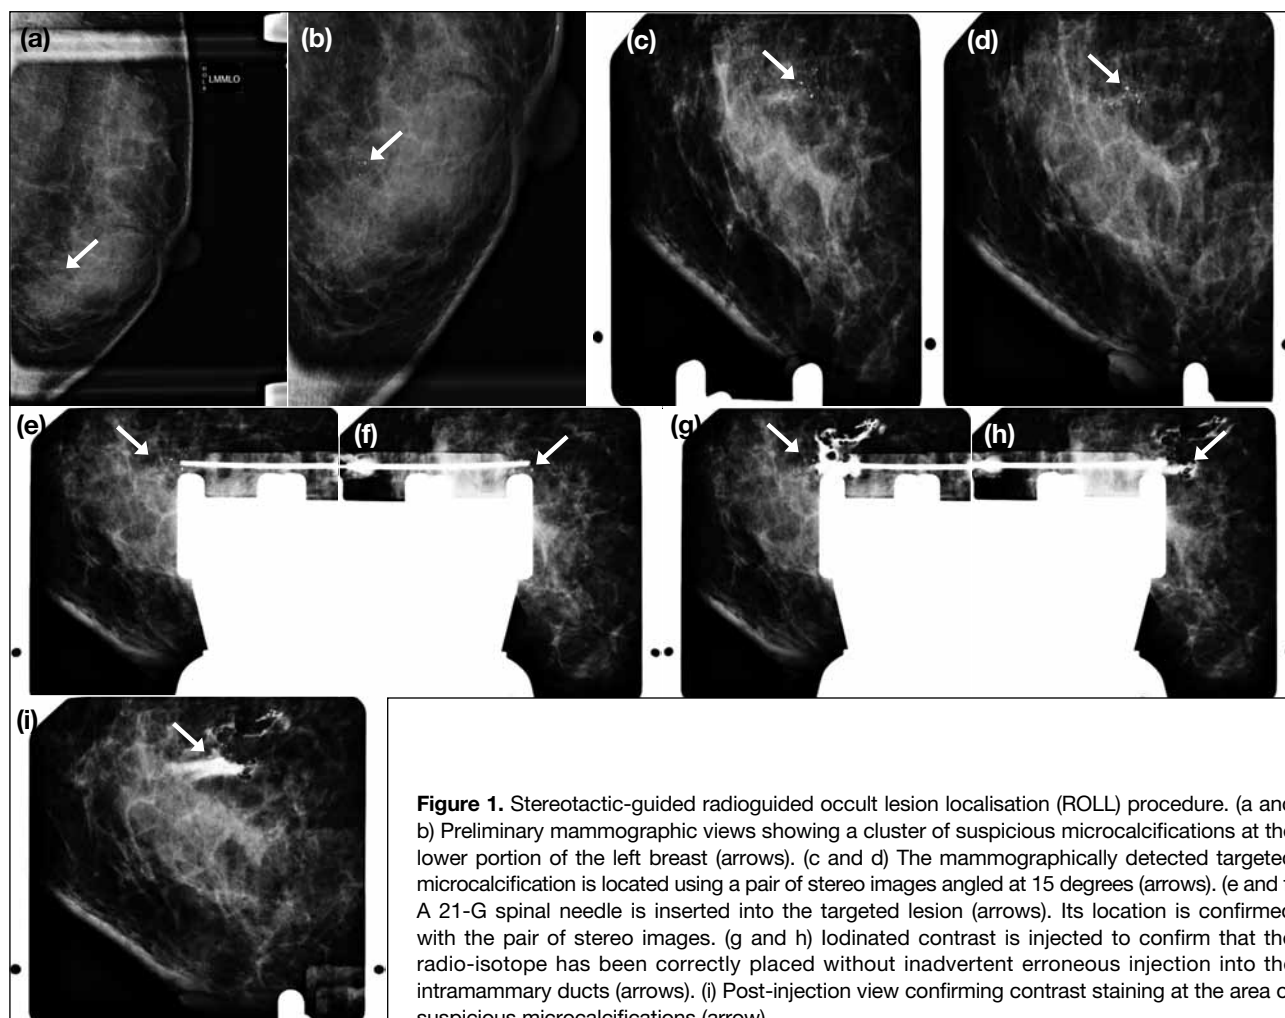 (a)
LMMLO
(b)
(c)
(d)
(e)
(f)
(g)
(h)
(i)
Figure 1. Stereotactic-guided radioguided occult lesion localisation (ROLL) procedure. (a and
b) Preliminary mammographic views showing a cluster of suspicious microcalcifications at the
lower portion of the left breast (arrows). (c and d) The mammographically detected targeted
microcalcification is located using a pair of stereo images angled at 15 degrees (arrows). (e and
A 21-G spinal needle is inserted into the targeted lesion (arrows). Its location is confirmed
with the pair of stereo images. (g and h) Iodinated contrast is injected to confirm that the
radio-isotope has been correctly placed without inadvertent erroneous injection into the
intramammary ducts (arrows). (i) Post-injection view confirming contrast staining at the area
suspicious microcalcifications (arrow).